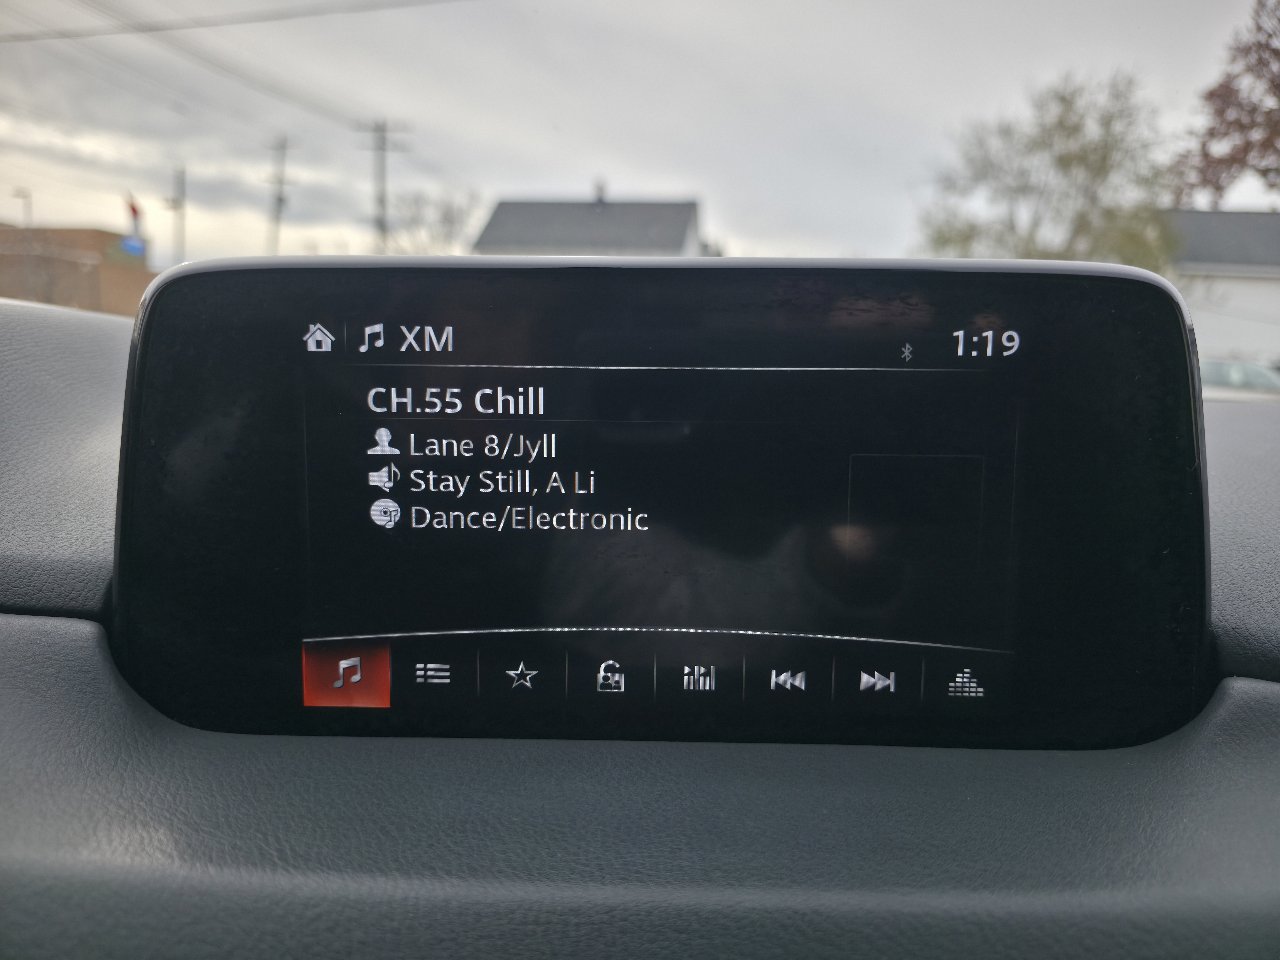 XM
1:19
CH.55 Chill
Lane 8/Jyll
Stay Still, A Li
Dance/Electronic